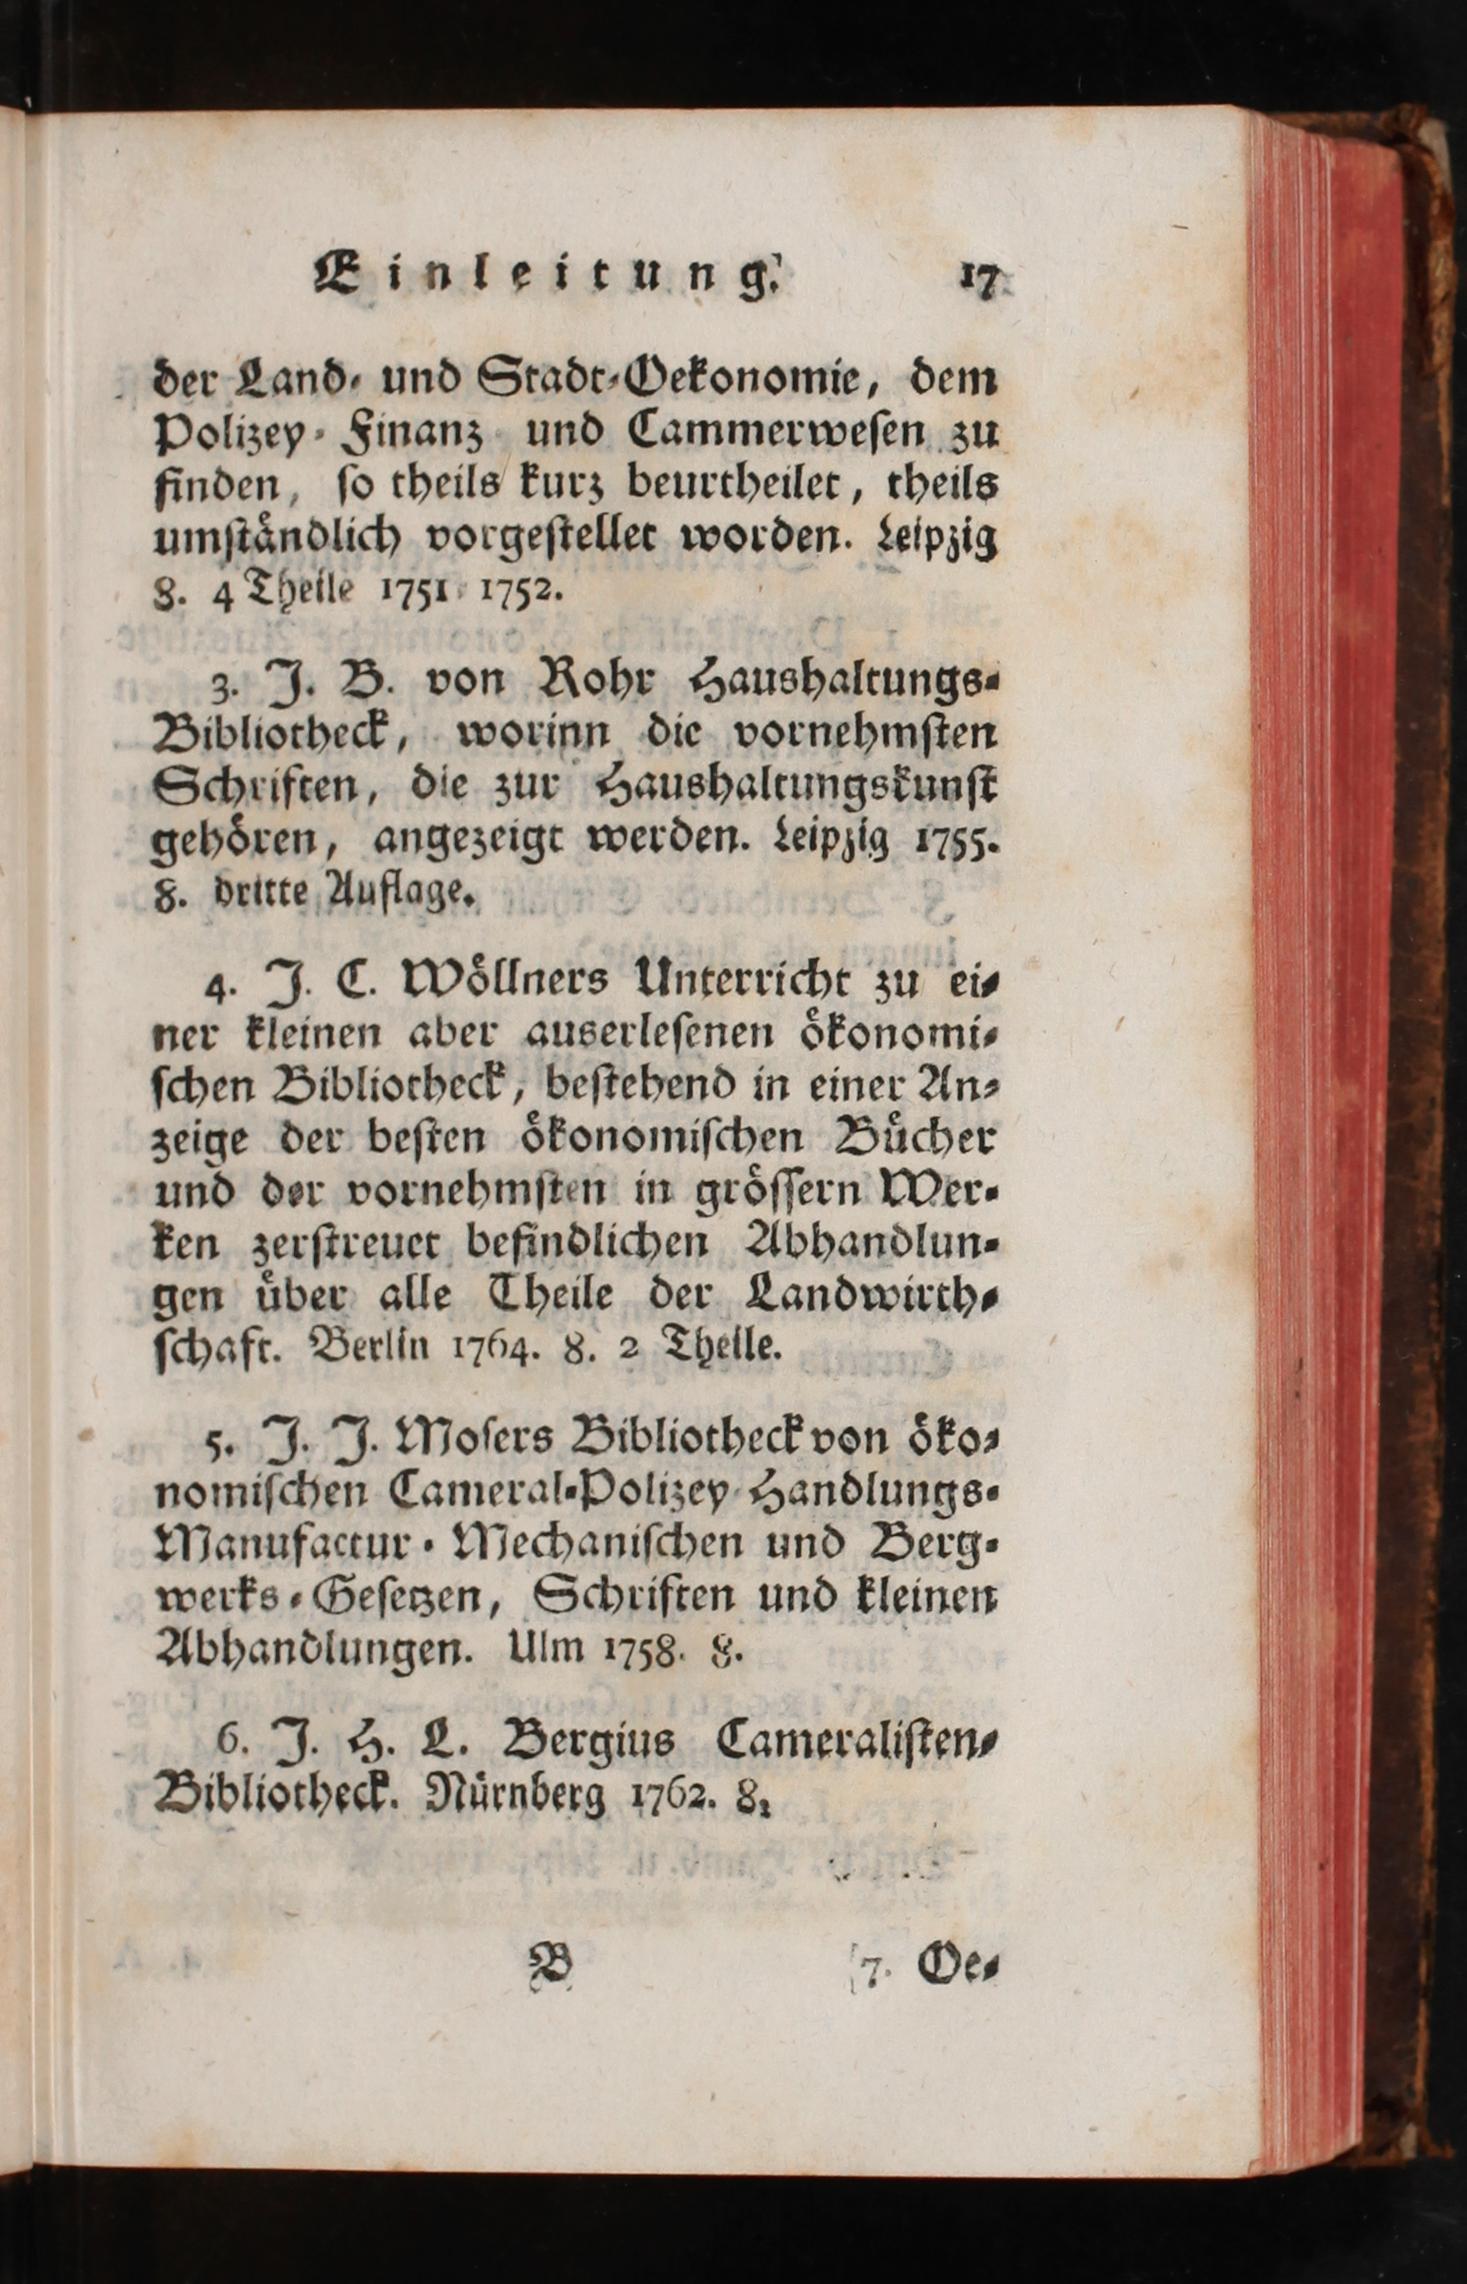 Einleitung. 17
der Land- und Stadt-Oekonomie, dem
Polizey-Finanz und Cammerweſen zu
finden, ſo theils kurz beurtheilet, theils
umſtändlich vorgeſtellet worden. Leipzig
8. 4 Theile 1751 1752.
3. J. B. von Rohr Haushaltungs-
Bibliotheck, worinn die vornehmſten
Schriften, die zur Haushaltungskunſt
gehören, angezeigt werden. Leipzig 1755.
8. dritte Auflage.
4. J. C. Wöllners Unterricht zu ei-
ner kleinen aber auserleſenen ökonomi-
ſchen Bibliotheck, beſtehend in einer An-
zeige der beſten ökonomiſchen Bücher
und der vornehmſten in gröſſern Wer-
ken zerſtreuet befindlichen Abhandlun-
gen über alle Theile der Landwirth-
ſchaft. Berlin 1764. 8. 2 Theile.
5. J. J. Moſers Bibliotheck von öko-
nomiſchen Cameral-Polizey Handlungs-
Manufactur-Mechaniſchen und Berg-
werks-Geſetzen, Schriften und kleinen
Abhandlungen. Ulm 1758. 8.
6. J. H. L. Bergius Cameraliſten-
Bibliotheck. Nürnberg 1762. 8.
B 7. Oe-